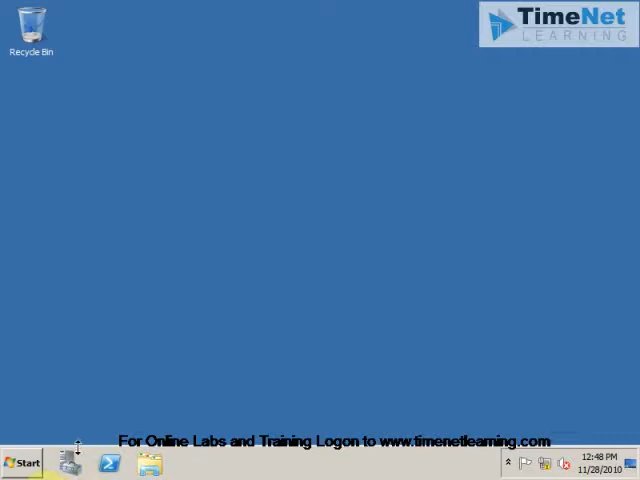 Recycle Bin
TimeNet
LEARNING
For Online Labs and Training Logon to www.timenetlearning.com
Start
12:48 PM
11/28/2010